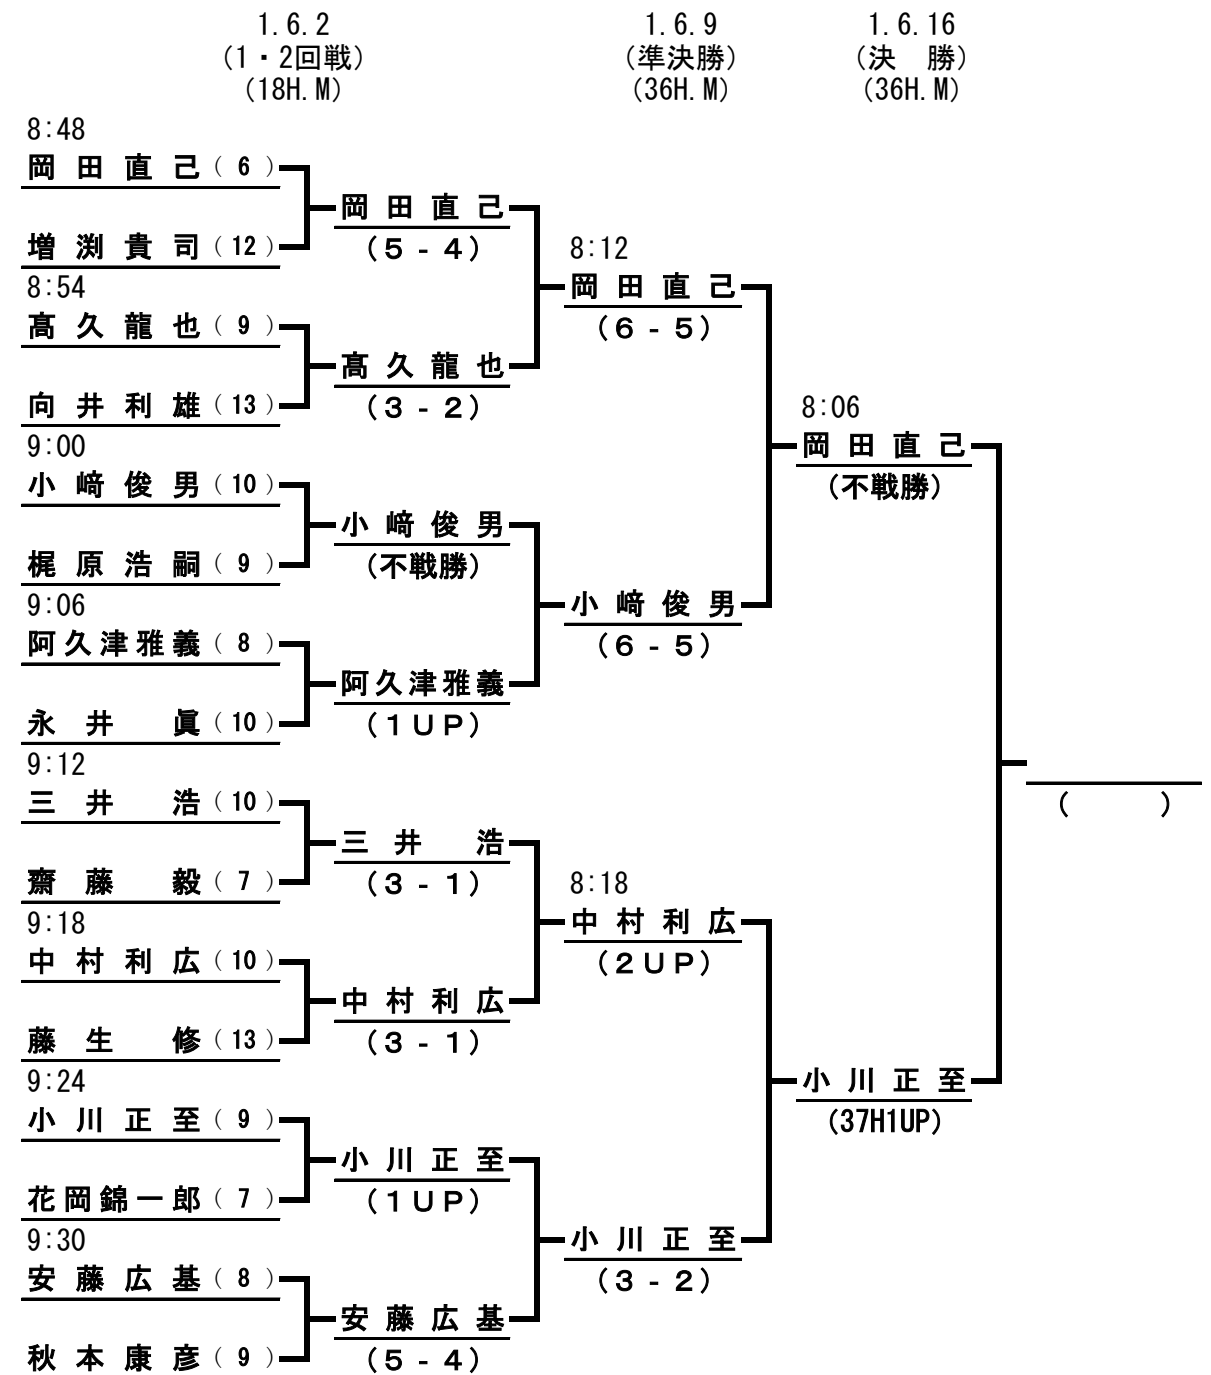 1.6.2
(1・2回戦)
(18H.M)
1.6.9
(準決勝)
(36H.M)
1.6.16
(決　勝)
(36H.M)
8:48
岡田直己( 6 )
増渕貴司( 12 )
8:54
髙久龍也( 9 )
向井利雄( 13 )
9:00
小﨑俊男( 10 )
梶原浩嗣( 9 )
9:06
阿久津雅義( 8 )
永井　眞( 10 )
9:12
三井　浩( 10 )
齋藤　毅( 7 )
9:18
中村利広( 10 )
藤生　修( 13 )
9:24
小川正至( 9 )
花岡錦一郎( 7 )
9:30
安藤広基( 8 )
秋本康彦( 9 )
岡田直己
(5 - 4)
髙久龍也
(3 - 2)
小﨑俊男
(不戦勝)
阿久津雅義
(1UP)
三井　浩
(3 - 1)
中村利広
(3 - 1)
小川正至
(1UP)
安藤広基
(5 - 4)
8:12
岡田直己
(6 - 5)
小﨑俊男
(6 - 5)
8:18
中村利広
(2UP)
小川正至
(3 - 2)
8:06
岡田直己
(不戦勝)
小川正至
(37H1UP)
(　　　)